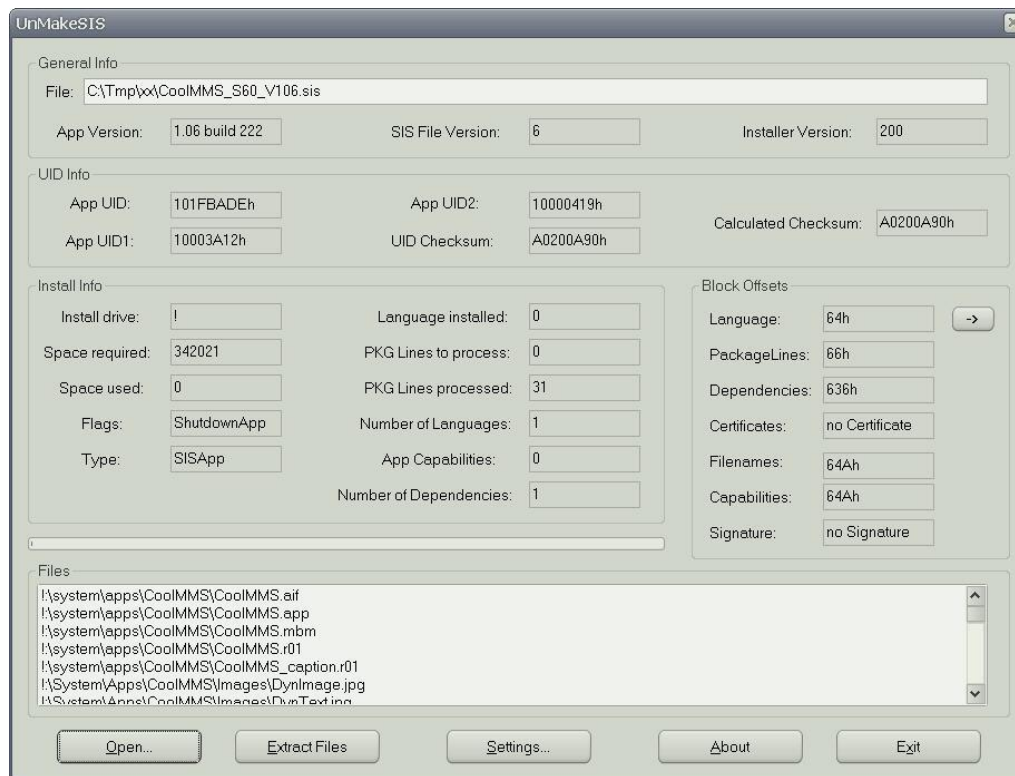 UnMakeSIS
General Info
File: C:\Tmp\xx\CoolMMS_S60_V106.sis
App Version: 1.06 build 222 SIS File Version: 6 Installer Version: 200
UID Info
App UID: 101FBADEh App UID2: 10000419h
Calculated Checksum: A0200A90h
App UID1: 10003A12h UID Checksum: A0200A90h
Install Info
Install drive: ! Language installed: 0
Space required: 342021 PKG Lines to process: 0
Space used: 0 PKG Lines processed: 31
Flags: ShutdownApp Number of Languages: 1
Type: SISApp App Capabilities: 0
Number of Dependencies: 1
Block Offsets
Language: 64h ->
PackageLines: 66h
Dependencies: 636h
Certificates: no Certificate
Filenames: 64Ah
Capabilities: 64Ah
Signature: no Signature
Files
!:\system\apps\CoolMMS\CoolMMS.aif
!:\system\apps\CoolMMS\CoolMMS.app
!:\system\apps\CoolMMS\CoolMMS.mbm
!:\system\apps\CoolMMS\CoolMMS.r01
!:\system\apps\CoolMMS\CoolMMS_caption.r01
!:\System\Apps\CoolMMS\Images\DynImage.jpg
!:\System\Apps\CoolMMS\Images\DynText.jpg
Open... Extract Files Settings... About Exit